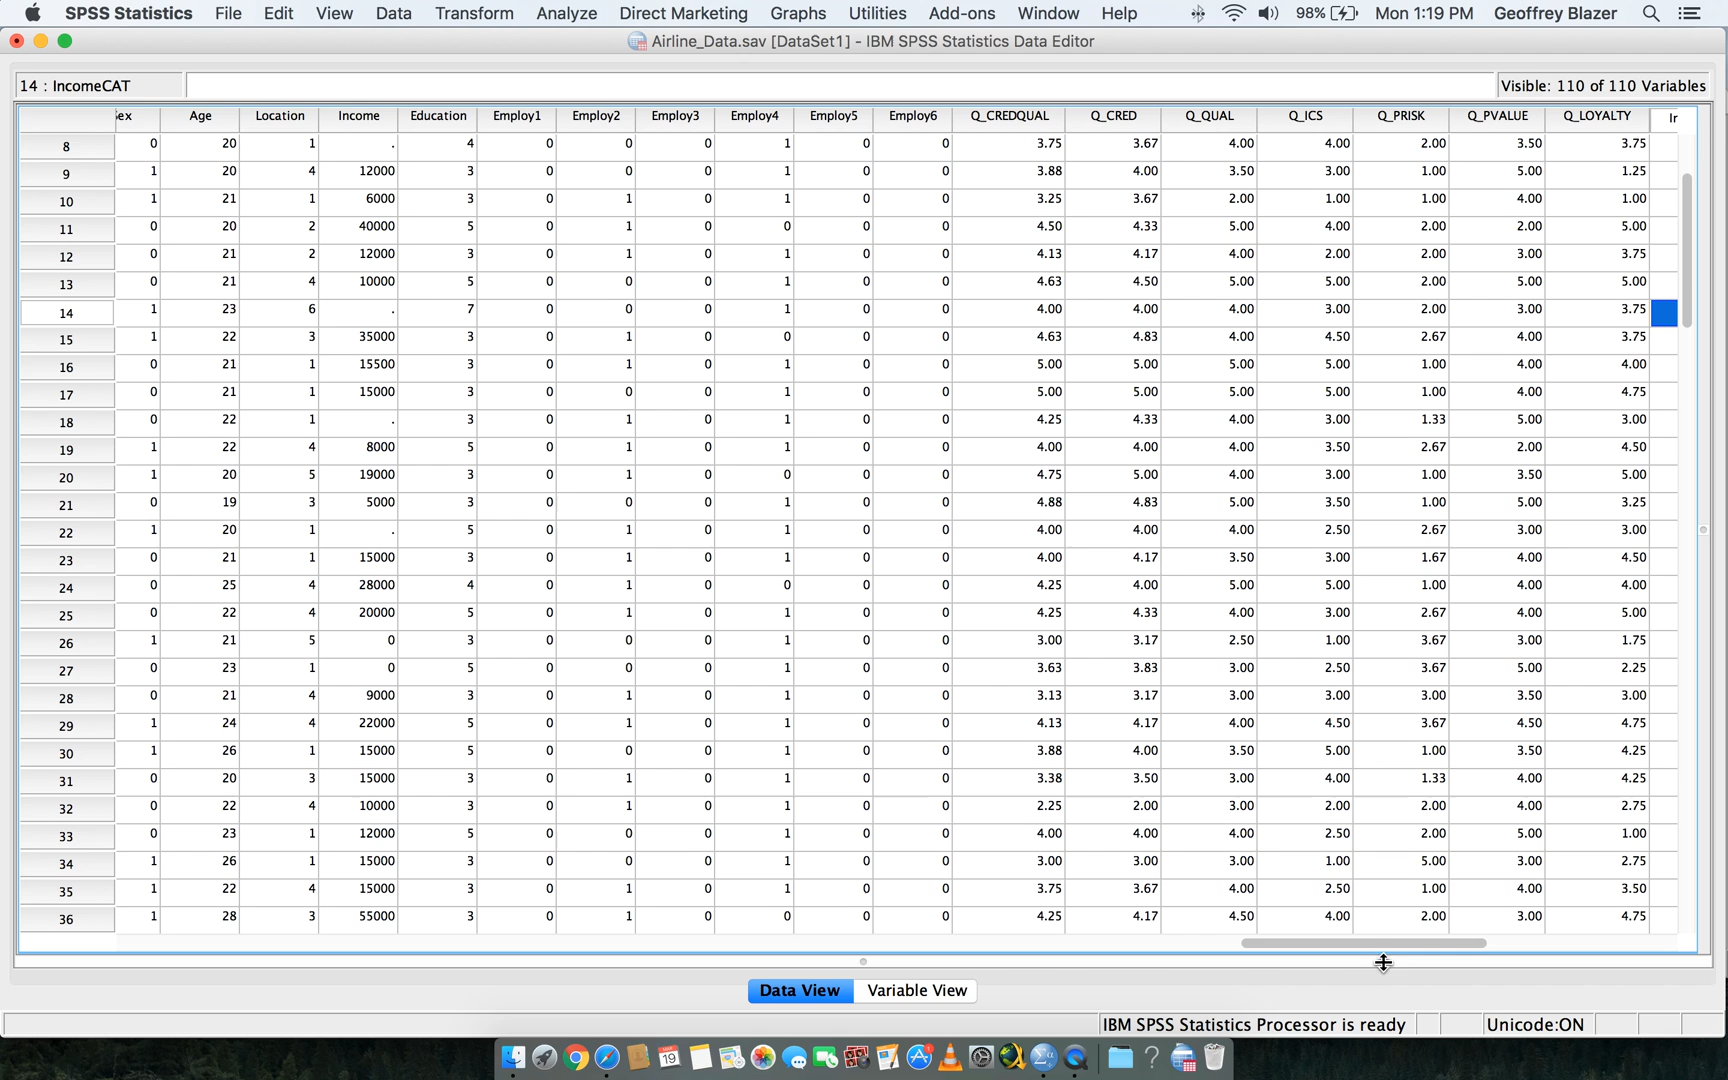 SPSS Statistics File Edit View Data Transform Analyze Direct Marketing Graphs Utilities Add-ons Window Help 98% Mon 1:19 PM Geoffrey Blazer
Airline_Data.sav [DataSet1] - IBM SPSS Statistics Data Editor
14 : IncomeCAT Visible: 110 of 110 Variables
ex Age Location Income Education Employ1 Employ2 Employ3 Employ4 Employ5 Employ6 Q_CREDQUAL Q_CRED Q_QUAL Q_ICS Q_PRISK Q_PVALUE Q_LOYALTY Ir
8 0 20 1 . 4 0 0 0 1 0 0 3.75 3.67 4.00 4.00 2.00 3.50 3.75
9 1 20 4 12000 3 0 0 0 1 0 0 3.88 4.00 3.50 3.00 1.00 5.00 1.25
10 1 21 1 6000 3 0 1 0 1 0 0 3.25 3.67 2.00 1.00 1.00 4.00 1.00
11 0 20 2 40000 5 0 1 0 0 0 0 4.50 4.33 5.00 4.00 2.00 2.00 5.00
12 0 21 2 12000 3 0 1 0 1 0 0 4.13 4.17 4.00 2.00 2.00 3.00 3.75
13 0 21 4 10000 5 0 0 0 1 0 0 4.63 4.50 5.00 5.00 2.00 5.00 5.00
14 1 23 6 . 7 0 0 0 1 0 0 4.00 4.00 4.00 3.00 2.00 3.00 3.75
15 1 22 3 35000 3 0 1 0 0 0 0 4.63 4.83 4.00 4.50 2.67 4.00 3.75
16 0 21 1 15500 3 0 1 0 1 0 0 5.00 5.00 5.00 5.00 1.00 4.00 4.00
17 0 21 1 15000 3 0 0 0 1 0 0 5.00 5.00 5.00 5.00 1.00 4.00 4.75
18 0 22 1 . 3 0 1 0 1 0 0 4.25 4.33 4.00 3.00 1.33 5.00 3.00
19 1 22 4 8000 5 0 1 0 1 0 0 4.00 4.00 4.00 3.50 2.67 2.00 4.50
20 1 20 5 19000 3 0 1 0 0 0 0 4.75 5.00 4.00 3.00 1.00 3.50 5.00
21 0 19 3 5000 3 0 0 0 1 0 0 4.88 4.83 5.00 3.50 1.00 5.00 3.25
22 1 20 1 . 5 0 1 0 1 0 0 4.00 4.00 4.00 2.50 2.67 3.00 3.00
23 0 21 1 15000 3 0 1 0 1 0 0 4.00 4.17 3.50 3.00 1.67 4.00 4.50
24 0 25 4 28000 4 0 1 0 0 0 0 4.25 4.00 5.00 5.00 1.00 4.00 4.00
25 0 22 4 20000 5 0 1 0 1 0 0 4.25 4.33 4.00 3.00 2.67 4.00 5.00
26 1 21 5 0 3 0 0 0 1 0 0 3.00 3.17 2.50 1.00 3.67 3.00 1.75
27 0 23 1 0 5 0 0 0 1 0 0 3.63 3.83 3.00 2.50 3.67 5.00 2.25
28 0 21 4 9000 3 0 1 0 1 0 0 3.13 3.17 3.00 3.00 3.00 3.50 3.00
29 1 24 4 22000 5 0 1 0 1 0 0 4.13 4.17 4.00 4.50 3.67 4.50 4.75
30 1 26 1 15000 5 0 0 0 1 0 0 3.88 4.00 3.50 5.00 1.00 3.50 4.25
31 0 20 3 15000 3 0 1 0 1 0 0 3.38 3.50 3.00 4.00 1.33 4.00 4.25
32 0 22 4 10000 3 0 1 0 1 0 0 2.25 2.00 3.00 2.00 2.00 4.00 2.75
33 0 23 1 12000 5 0 0 0 1 0 0 4.00 4.00 4.00 2.50 2.00 5.00 1.00
34 1 26 1 15000 3 0 0 0 1 0 0 3.00 3.00 3.00 1.00 5.00 3.00 2.75
35 1 22 4 15000 3 0 1 0 1 0 0 3.75 3.67 4.00 2.50 1.00 4.00 3.50
36 1 28 3 55000 3 0 1 0 0 0 0 4.25 4.17 4.50 4.00 2.00 3.00 4.75
Data View Variable View
IBM SPSS Statistics Processor is ready Unicode:ON